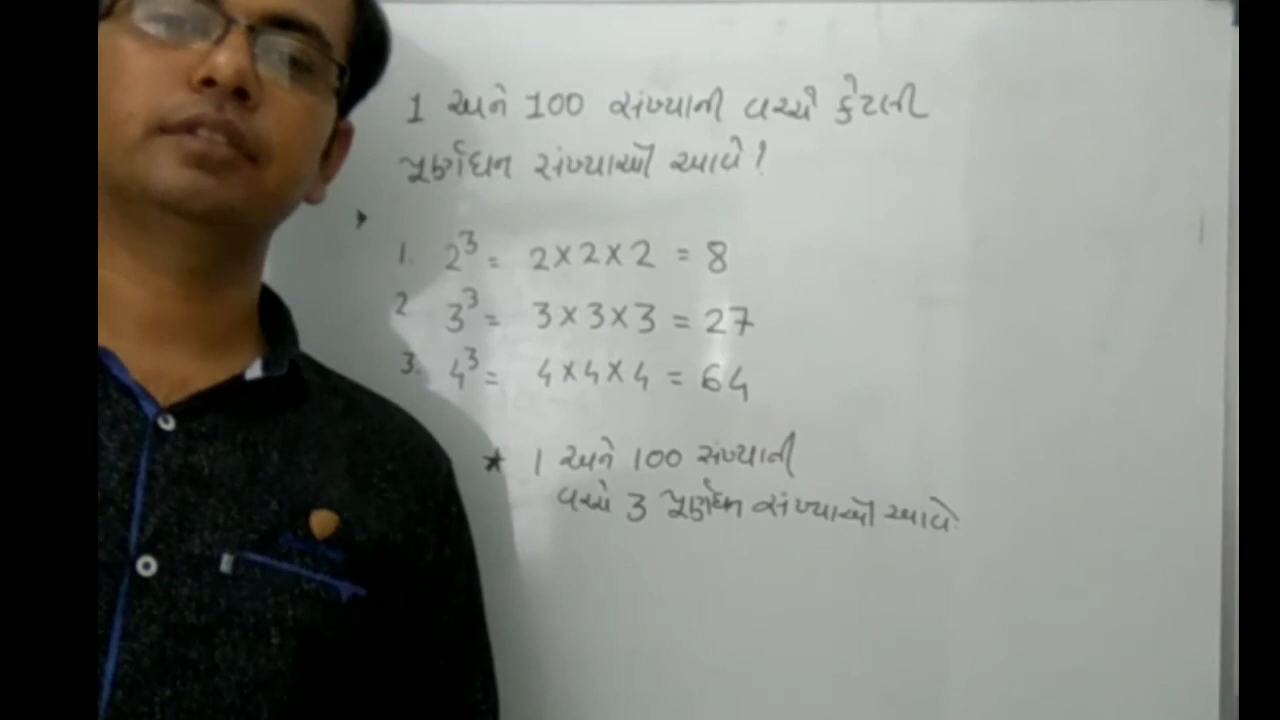 1 અને 100 સંખ્યાની વચ્ચે કેટલી
પૂર્ણઘન સંખ્યાઓ આવે ?
1. 2³ = 2×2×2 = 8
2 3³ = 3×3×3 = 27
3. 4³ = 4×4×4 = 64
★ 1 અને 100 સંખ્યાની
વચ્ચે 3 પૂર્ણઘન સંખ્યાઓ આવે.